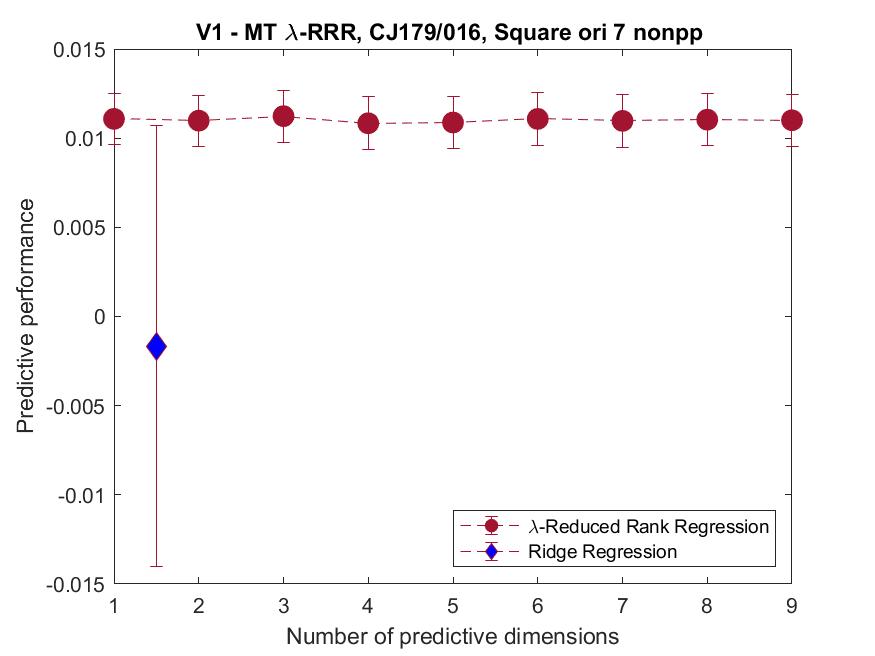 V1 - MT λ-RRR, CJ179/016, Square ori 7 nonpp
0.015
0.01
0.005
0
-0.005
-0.01
-0.015
Predictive performance
λ-Reduced Rank Regression
Ridge Regression
1 2 3 4 5 6 7 8 9
Number of predictive dimensions